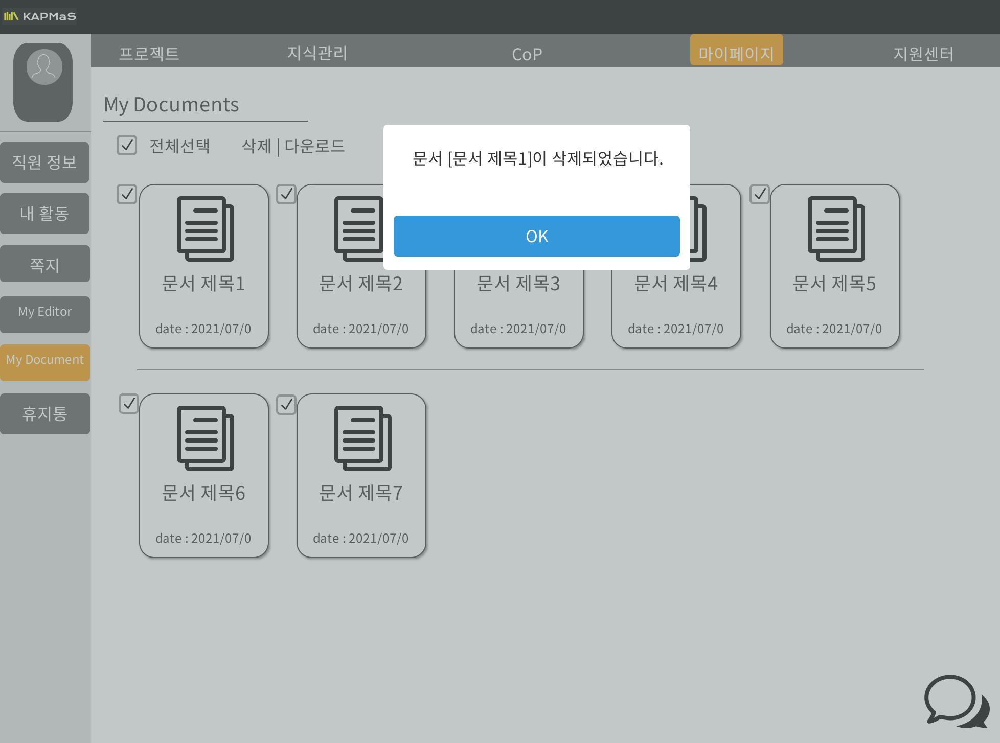 KAPMaS
프로젝트
지식관리
CoP
마이페이지
지원센터
직원 정보
내 활동
쪽지
My Editor
My Document
휴지통
My Documents
전체선택
삭제 | 다운로드
문서 [문서 제목1]이 삭제되었습니다.
OK
문서 제목1
date : 2021/07/0
문서 제목2
date : 2021/07/0
문서 제목3
date : 2021/07/0
문서 제목4
date : 2021/07/0
문서 제목5
date : 2021/07/0
문서 제목6
date : 2021/07/0
문서 제목7
date : 2021/07/0